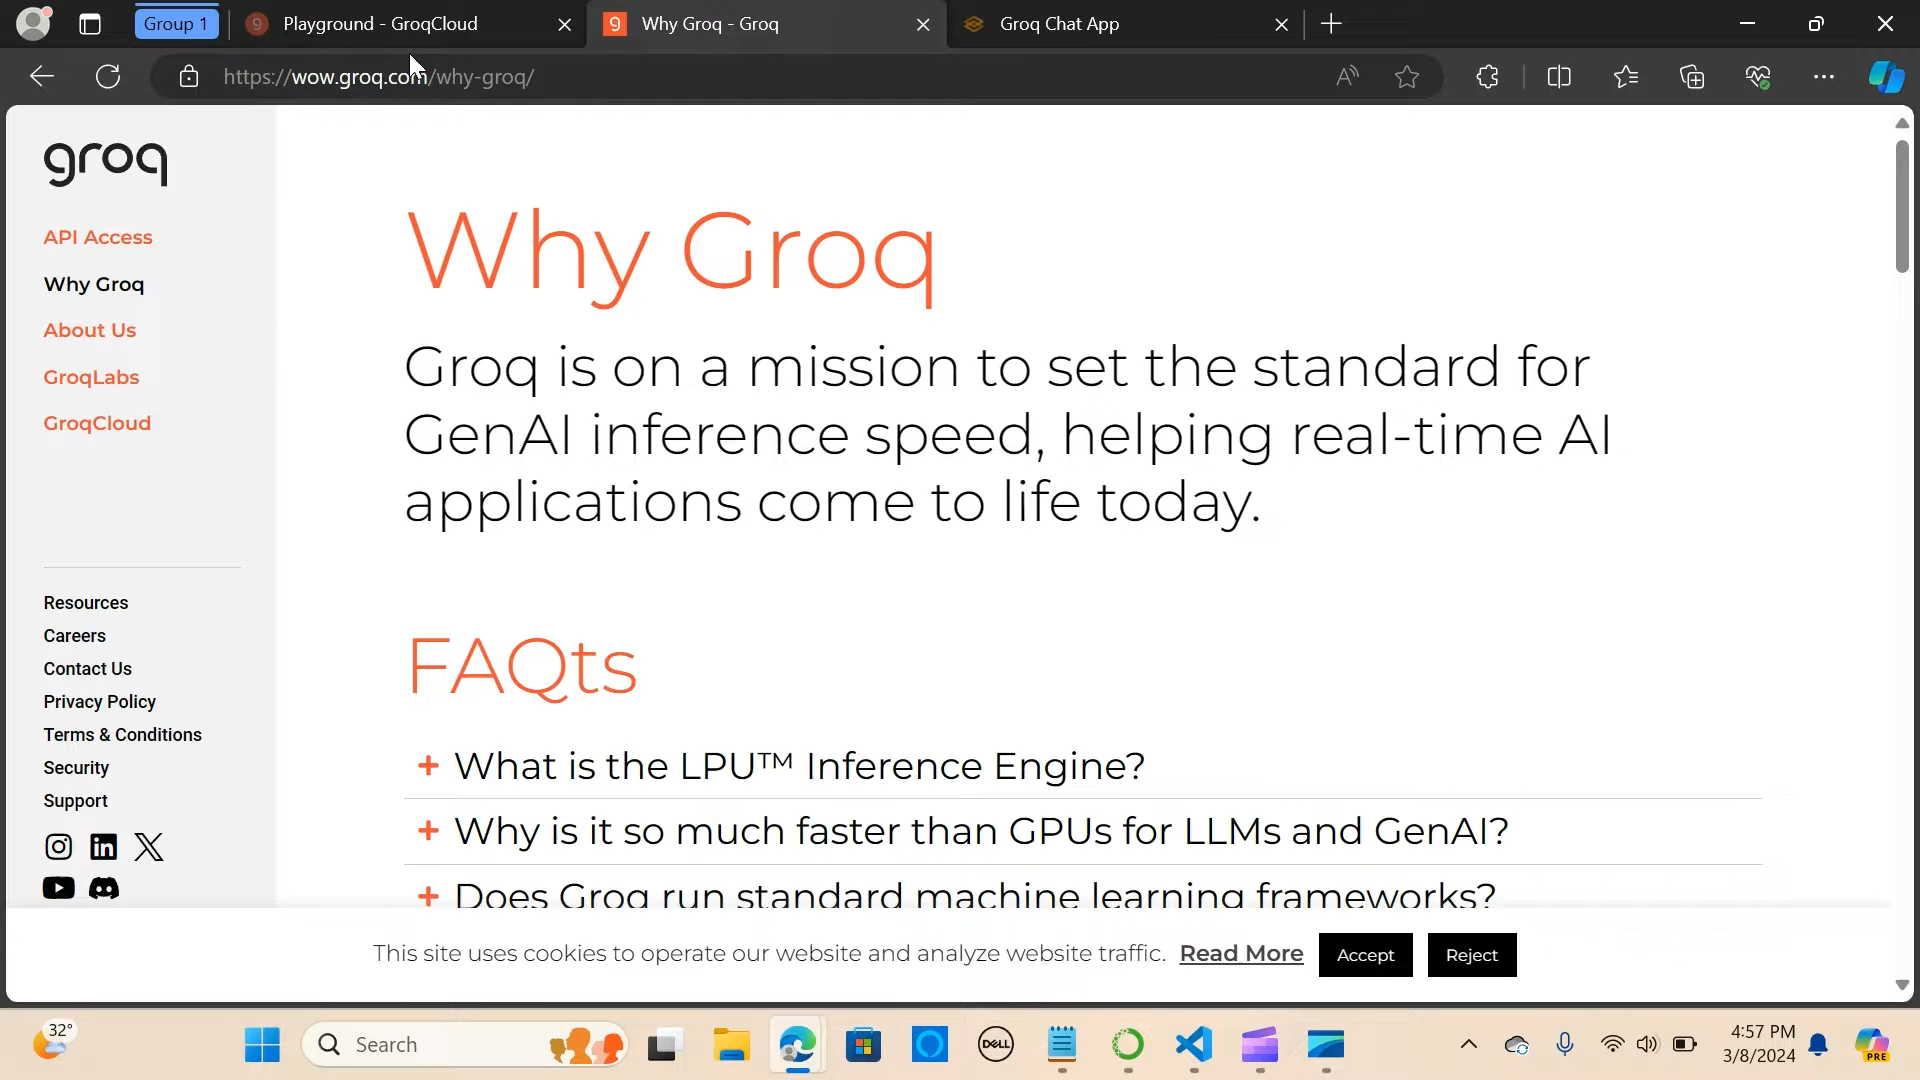 Group 1
Playground - GroqCloud
Why Groq - Groq
Groq Chat App
https://wow.groq.com/why-groq/
groq
API Access
Why Groq
About Us
GroqLabs
GroqCloud
Resources
Careers
Contact Us
Privacy Policy
Terms & Conditions
Security
Support
Why Groq
Groq is on a mission to set the standard for
GenAI inference speed, helping real-time AI
applications come to life today.
FAQts
+ What is the LPU™ Inference Engine?
+ Why is it so much faster than GPUs for LLMs and GenAI?
+ Does Groq run standard machine learning frameworks?
This site uses cookies to operate our website and analyze website traffic. Read More Accept Reject
32°
Search
DELL
4:57 PM
3/8/2024
PRE